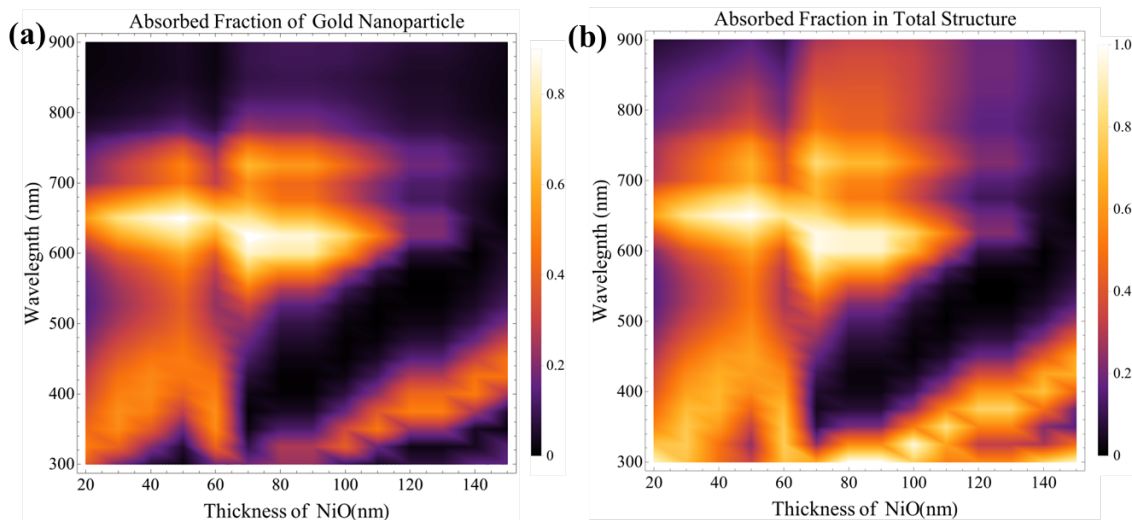 (a)
Absorbed Fraction of Gold Nanoparticle
900
800
700
600
500
400
300
Wavelegnth (nm)
20 40 60 80 100 120 140
Thickness of NiO(nm)
0.8
0.6
0.4
0.2
0
(b)
Absorbed Fraction in Total Structure
900
800
700
600
500
400
300
Wavelegnth (nm)
20 40 60 80 100 120 140
Thickness of NiO(nm)
1.0
0.8
0.6
0.4
0.2
0